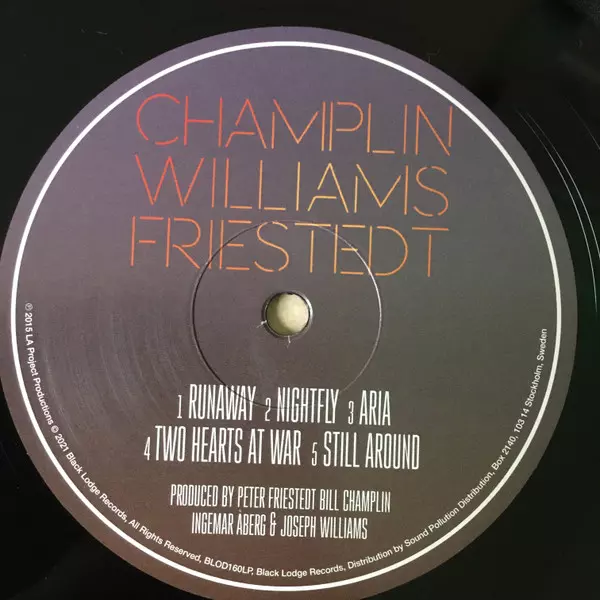 CHAMPLIN
WILLIAMS
FRIESTEDT
1 RUNAWAY 2 NIGHTFLY 3 ARIA
4 TWO HEARTS AT WAR 5 STILL AROUND
PRODUCED BY PETER FRIESTEDT BILL CHAMPLIN
INGEMAR ÅBERG & JOSEPH WILLIAMS
℗ 2015 LA Project Productions © 2021 Black Lodge Records, All Rights Reserved, BLOD160LP, Black Lodge Records, Distribution by Sound Pollution Distribution, Box 2140, 103 14 Stockholm, Sweden